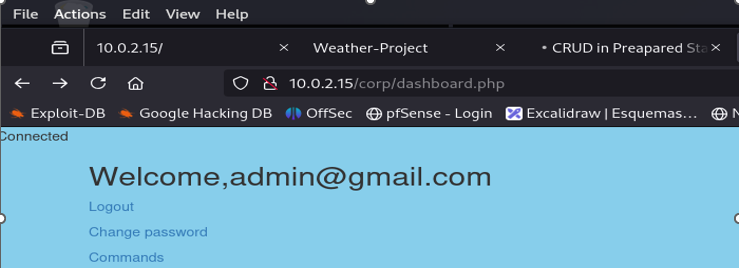 File Actions Edit View Help
10.0.2.15/ Weather-Project • CRUD in Preapared Sta
10.0.2.15/corp/dashboard.php
Exploit-DB Google Hacking DB OffSec pfSense - Login Excalidraw | Esquemas... N
Connected
Welcome,admin@gmail.com
Logout
Change password
Commands